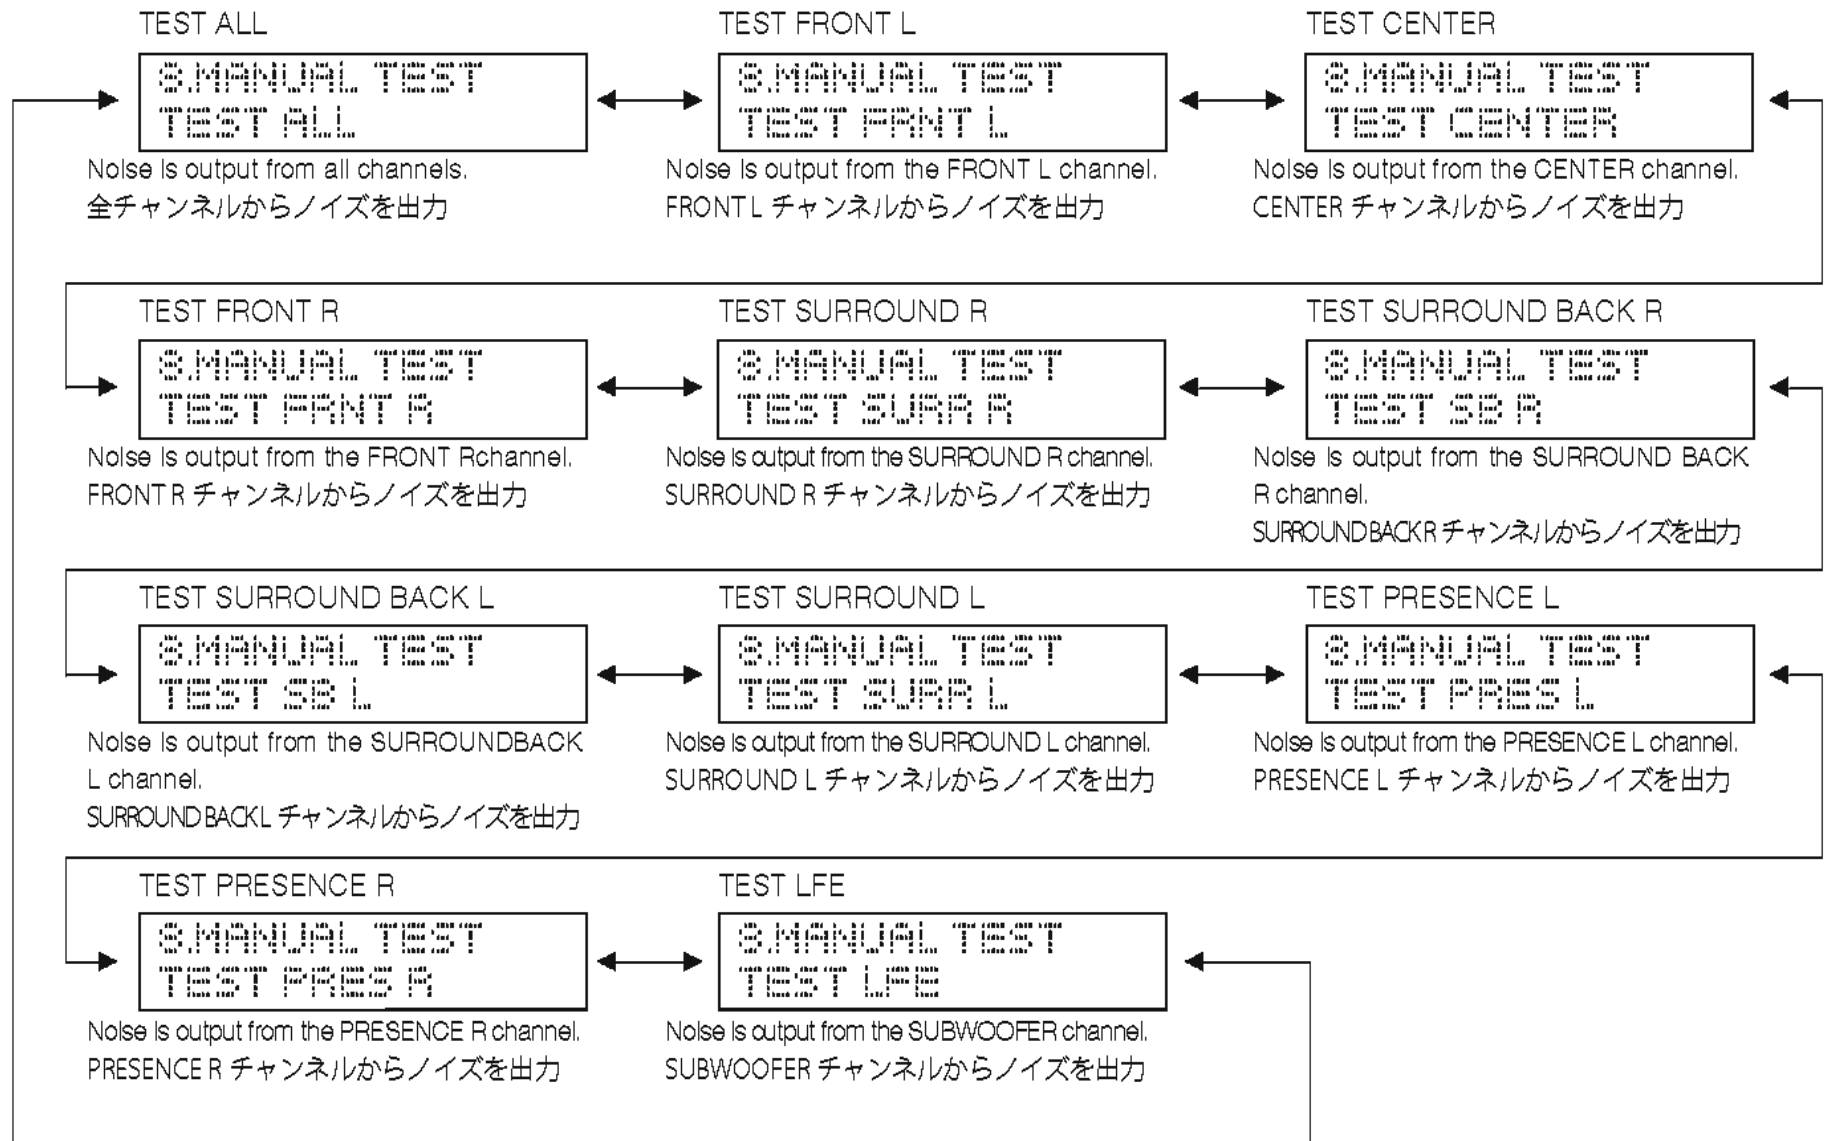 TEST ALL
8.MANUAL TEST
TEST ALL
Noise is output from all channels.
全チャンネルからノイズを出力
TEST FRONT L
8.MANUAL TEST
TEST FRNT L
Noise is output from the FRONT L channel.
FRONT L チャンネルからノイズを出力
TEST CENTER
8.MANUAL TEST
TEST CENTER
Noise is output from the CENTER channel.
CENTER チャンネルからノイズを出力
TEST FRONT R
8.MANUAL TEST
TEST FRNT R
Noise is output from the FRONT Rchannel.
FRONT R チャンネルからノイズを出力
TEST SURROUND R
8.MANUAL TEST
TEST SURR R
Noise is output from the SURROUND R channel.
SURROUND R チャンネルからノイズを出力
TEST SURROUND BACK R
8.MANUAL TEST
TEST SB R
Noise is output from the SURROUND BACK
R channel.
SURROUND BACK R チャンネルからノイズを出力
TEST SURROUND BACK L
8.MANUAL TEST
TEST SB L
Noise is output from the SURROUNDBACK
L channel.
SURROUND BACK L チャンネルからノイズを出力
TEST SURROUND L
8.MANUAL TEST
TEST SURR L
Noise is output from the SURROUND L channel.
SURROUND L チャンネルからノイズを出力
TEST PRESENCE L
8.MANUAL TEST
TEST PRES L
Noise is output from the PRESENCE L channel.
PRESENCE L チャンネルからノイズを出力
TEST PRESENCE R
8.MANUAL TEST
TEST PRES R
Noise is output from the PRESENCE R channel.
PRESENCE R チャンネルからノイズを出力
TEST LFE
8.MANUAL TEST
TEST LFE
Noise is output from the SUBWOOFER channel.
SUBWOOFER チャンネルからノイズを出力